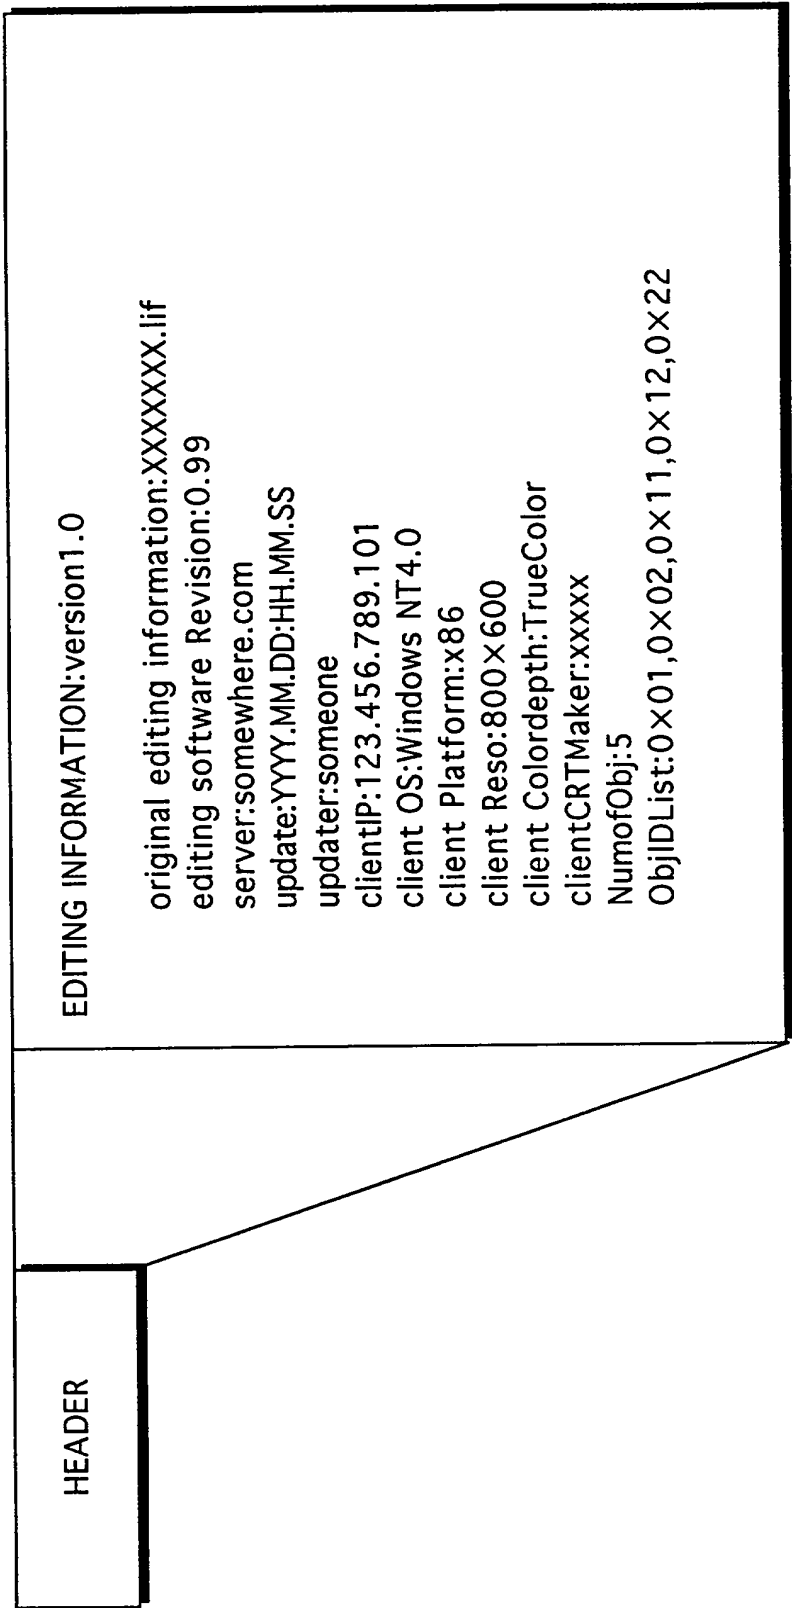 HEADER
EDITING INFORMATION:version1.0
original editing information:XXXXXXX.lif
editing software Revision:0.99
server:somewhere.com
update:YYYY.MM.DD:HH.MM.SS
updater:someone
clientIP:123.456.789.101
client OS:Windows NT4.0
client Platform:x86
client Reso:800×600
client Colordepth:TrueColor
clientCRTMaker:xxxxx
NumofObj:5
ObjIDList:0×01,0×02,0×11,0×12,0×22